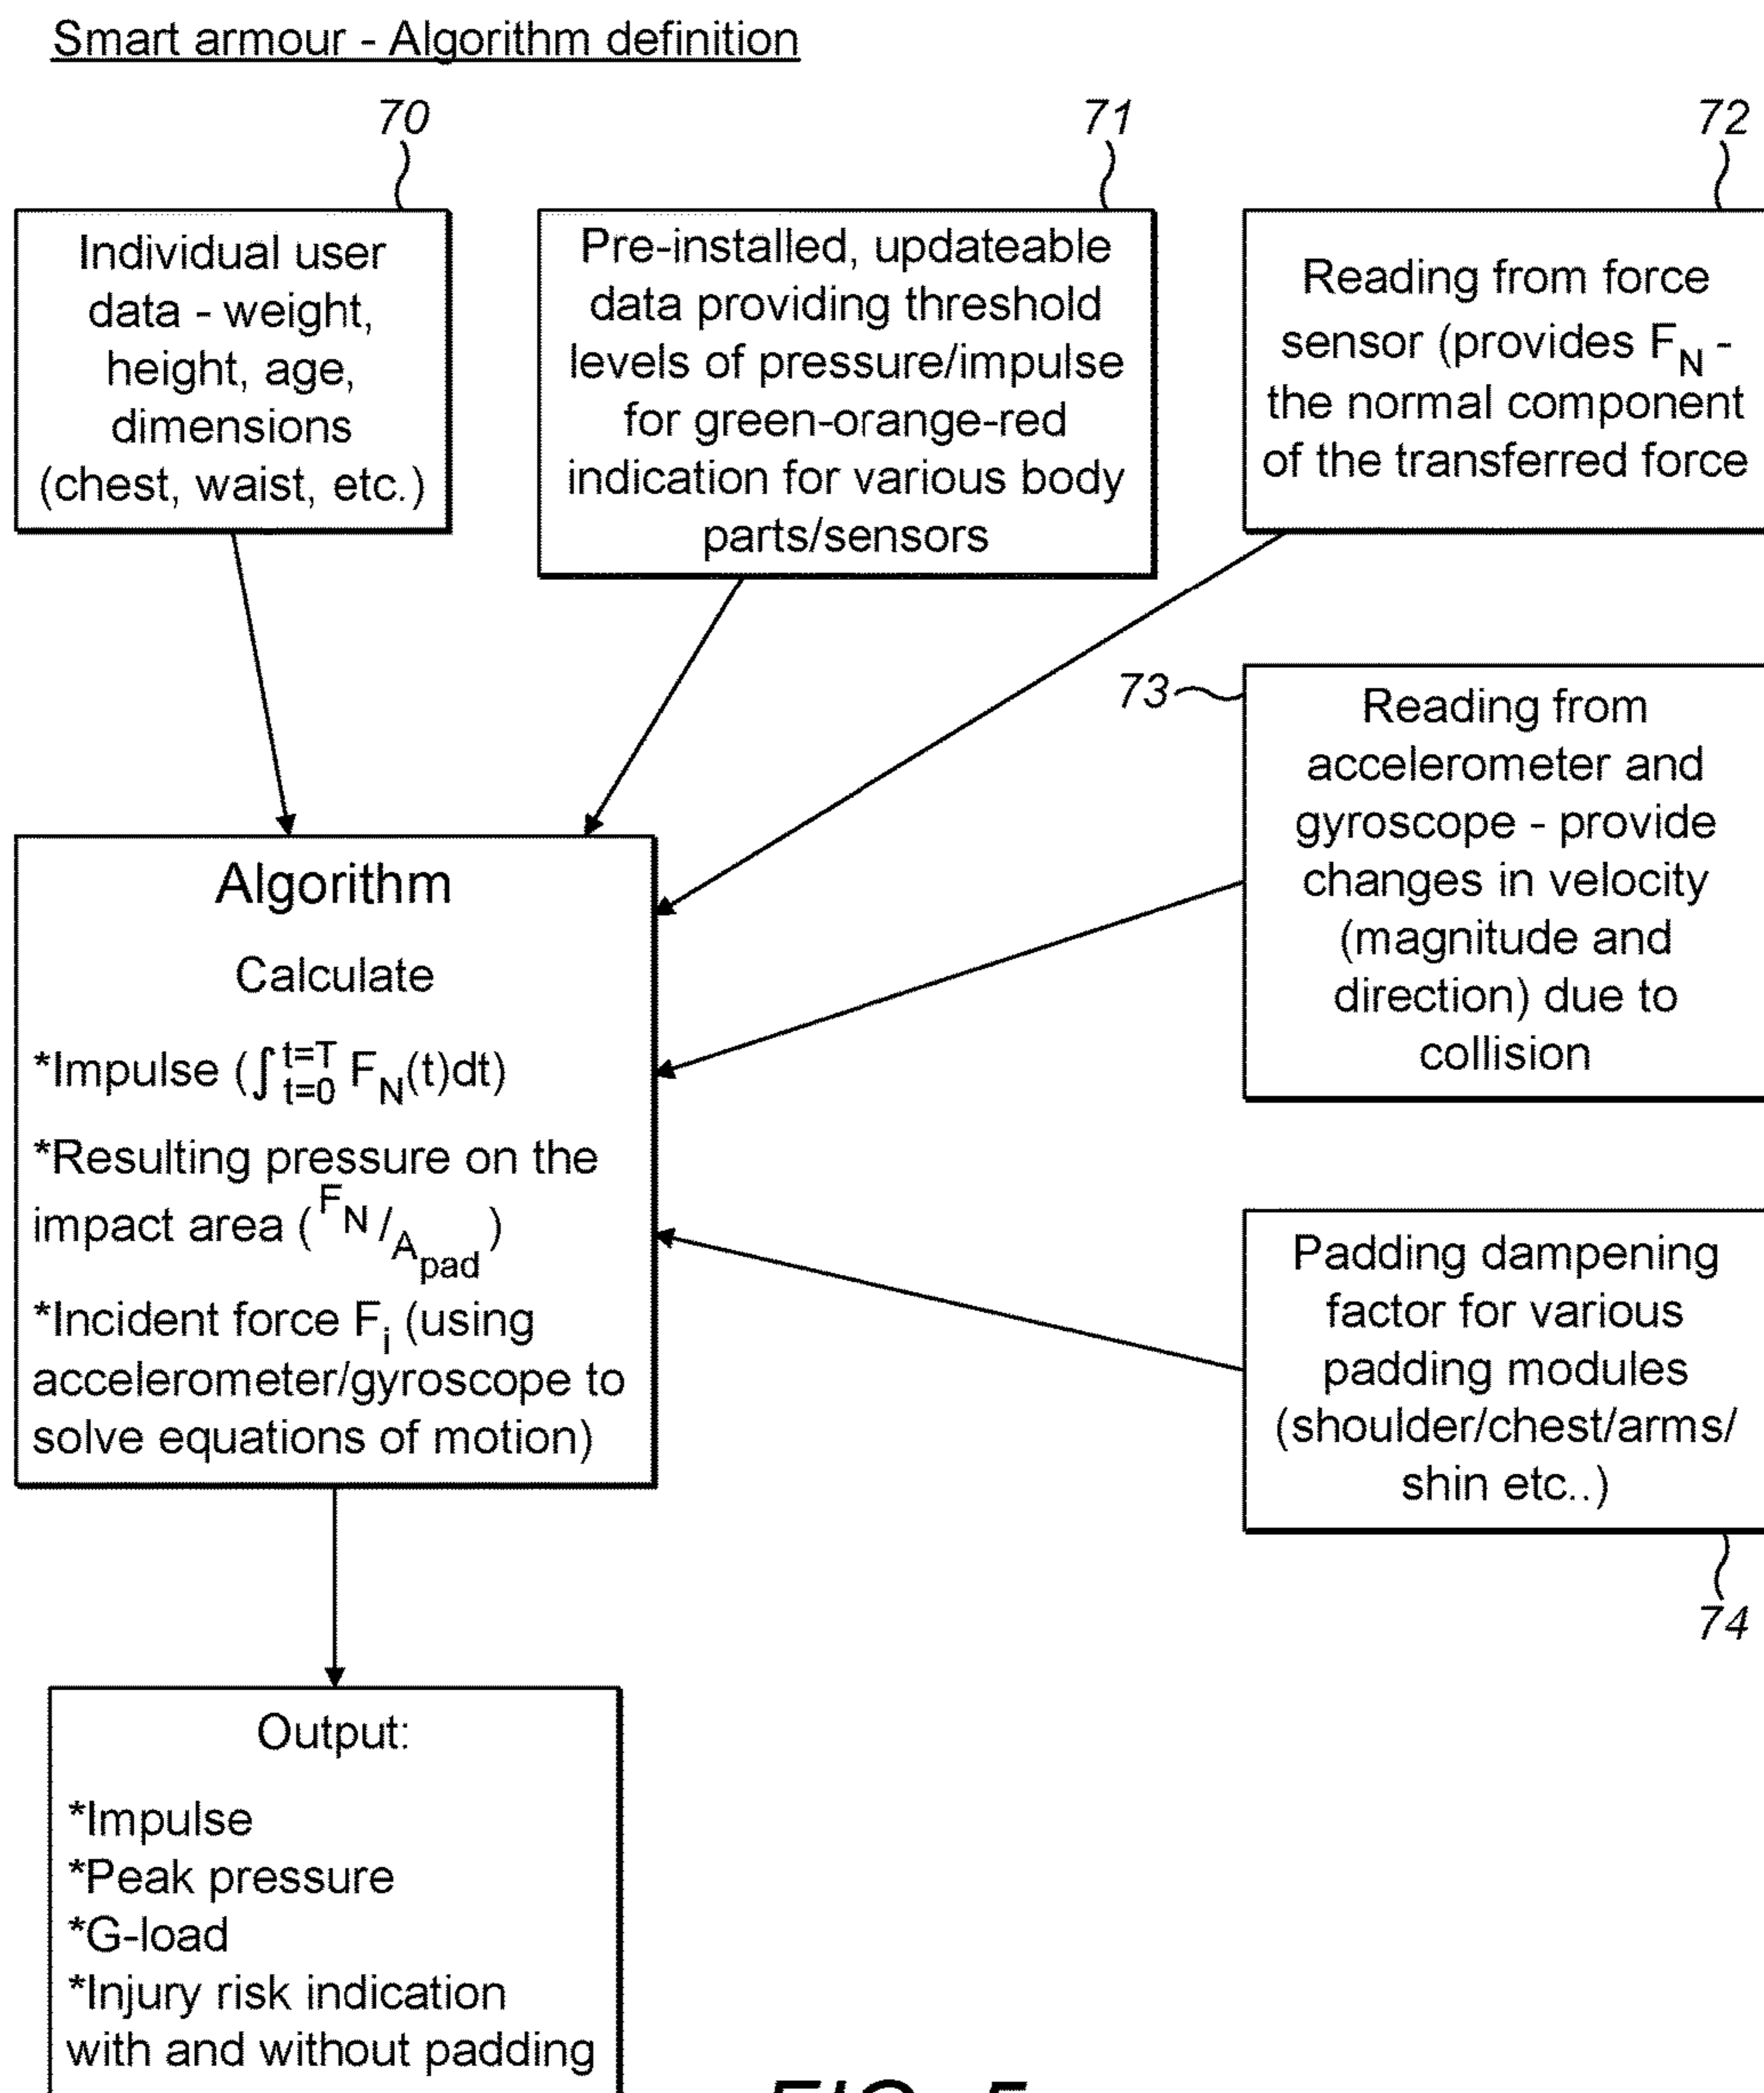 Smart armour - Algorithm definition
70
71
72
Individual user
data - weight,
height, age,
dimensions
(chest, waist, etc.)
Pre-installed, updateable
data providing threshold
levels of pressure/impulse
for green-orange-red
indication for various body
parts/sensors
Reading from force
sensor (provides F_N -
the normal component
of the transferred force
73
Reading from
accelerometer and
gyroscope - provide
changes in velocity
(magnitude and
direction) due to
collision
Algorithm
Calculate
*Impulse (∫_{t=0}^{t=T} F_N(t)dt)
*Resulting pressure on the
impact area (F_N/A_pad)
*Incident force F_i (using
accelerometer/gyroscope to
solve equations of motion)
Padding dampening
factor for various
padding modules
(shoulder/chest/arms/
shin etc..)
74
Output:
*Impulse
*Peak pressure
*G-load
*Injury risk indication
with and without padding
FIG. 5